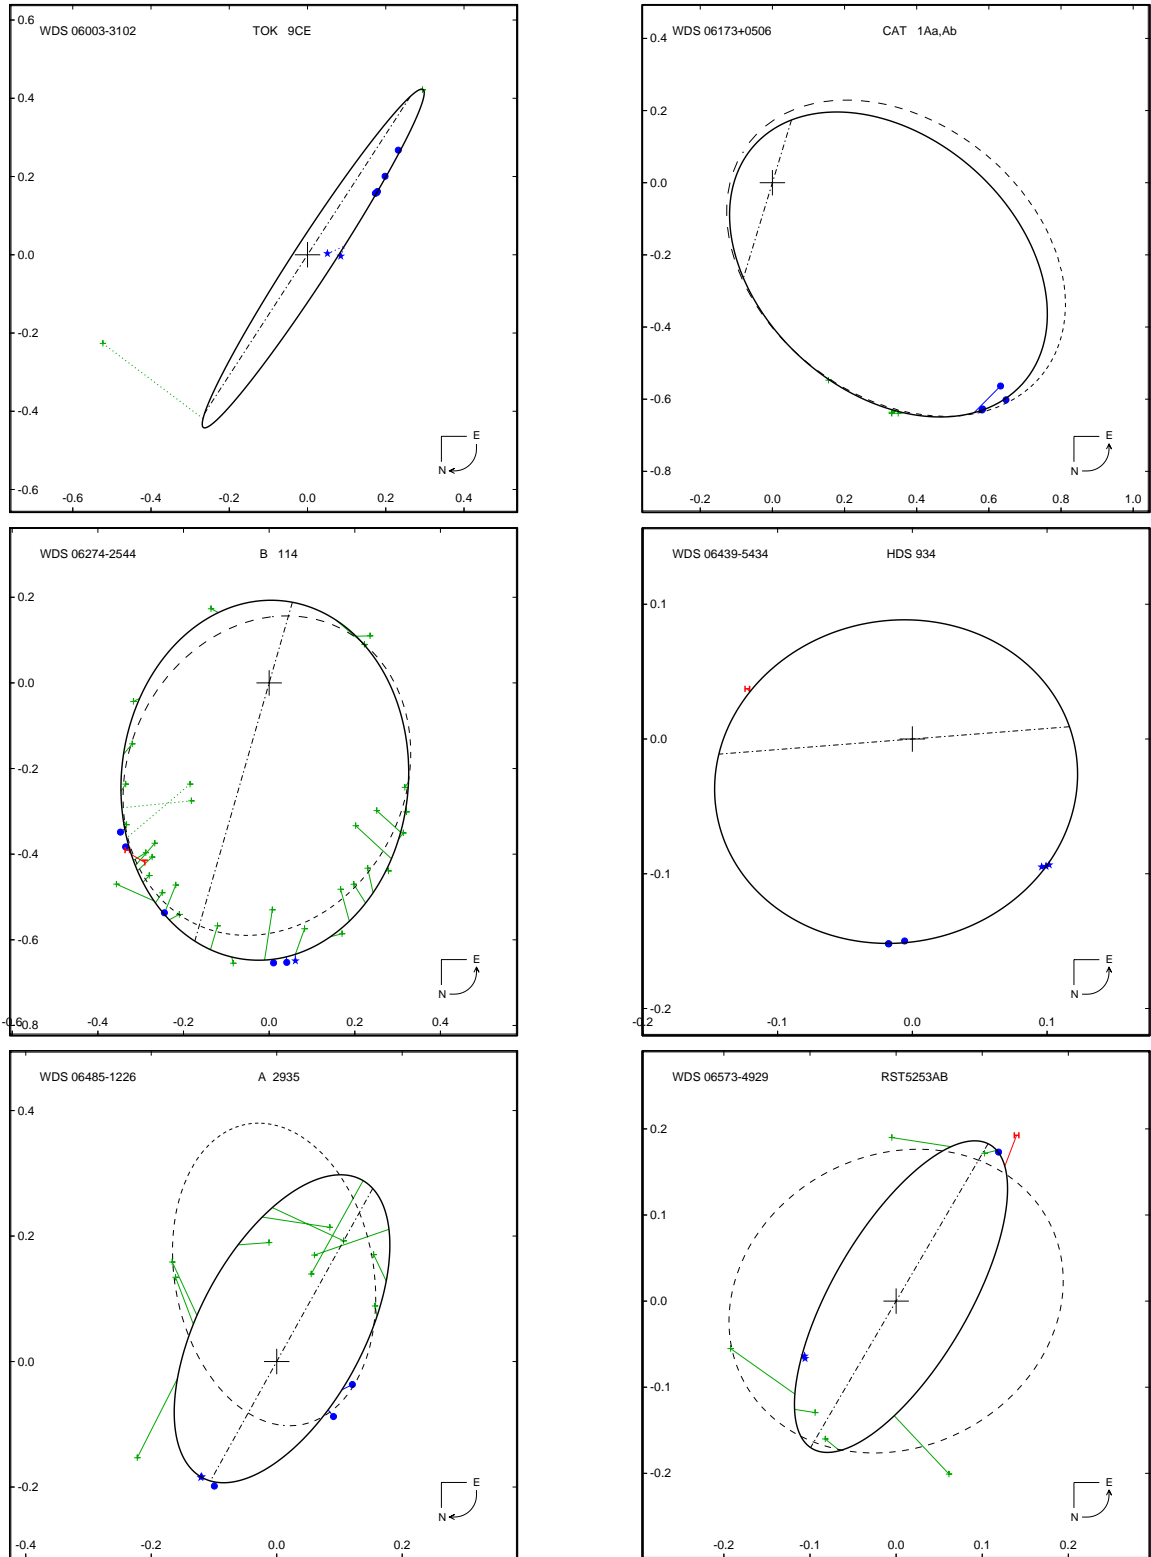 0.6
WDS 06003-3102 TOK 9CE
0.4
0.2
0.0
-0.2
-0.4
-0.6
-0.6 -0.4 -0.2 0.0 0.2 0.4
E
N
WDS 06173+0506 CAT 1Aa,Ab
0.4
0.2
0.0
-0.2
-0.4
-0.6
-0.8
-0.2 0.0 0.2 0.4 0.6 0.8 1.0
E
N
WDS 06274-2544 B 114
0.2
0.0
-0.2
-0.4
-0.6
-0.8
-0.6 -0.4 -0.2 0.0 0.2 0.4
E
N
WDS 06439-5434 HDS 934
0.1
0.0
-0.1
-0.2
-0.2 -0.1 0.0 0.1
E
N
WDS 06485-1226 A 2935
0.4
0.2
0.0
-0.2
-0.4 -0.2 0.0 0.2
E
N
WDS 06573-4929 RST5253AB
0.2
0.1
0.0
-0.1
-0.2
-0.2 -0.1 0.0 0.1 0.2
E
N